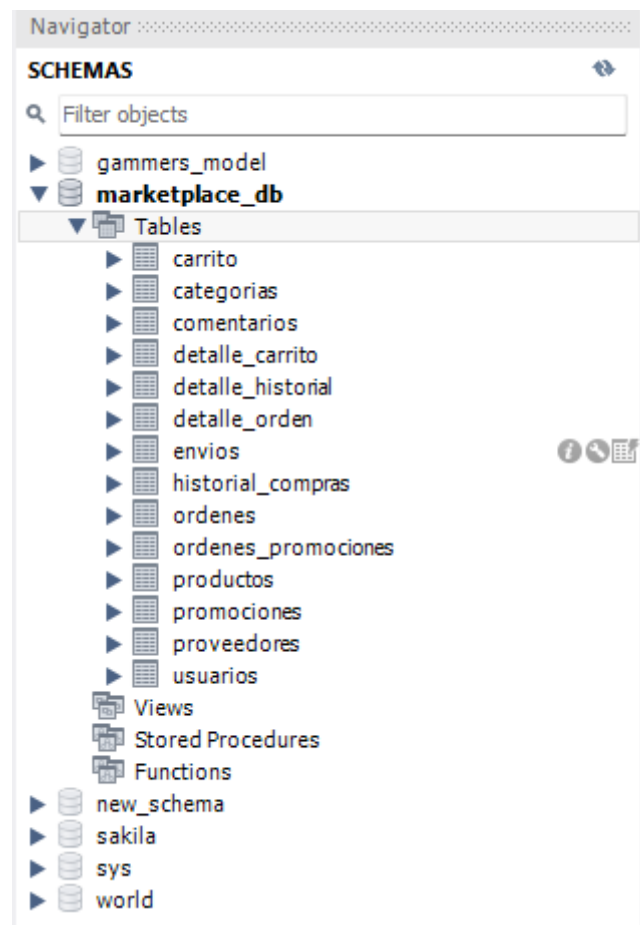 Navigator
SCHEMAS
Filter objects
gammers_model
marketplace_db
Tables
carrito
categorias
comentarios
detalle_carrito
detalle_historial
detalle_orden
envios
historial_compras
ordenes
ordenes_promociones
productos
promociones
proveedores
usuarios
Views
Stored Procedures
Functions
new_schema
sakila
sys
world